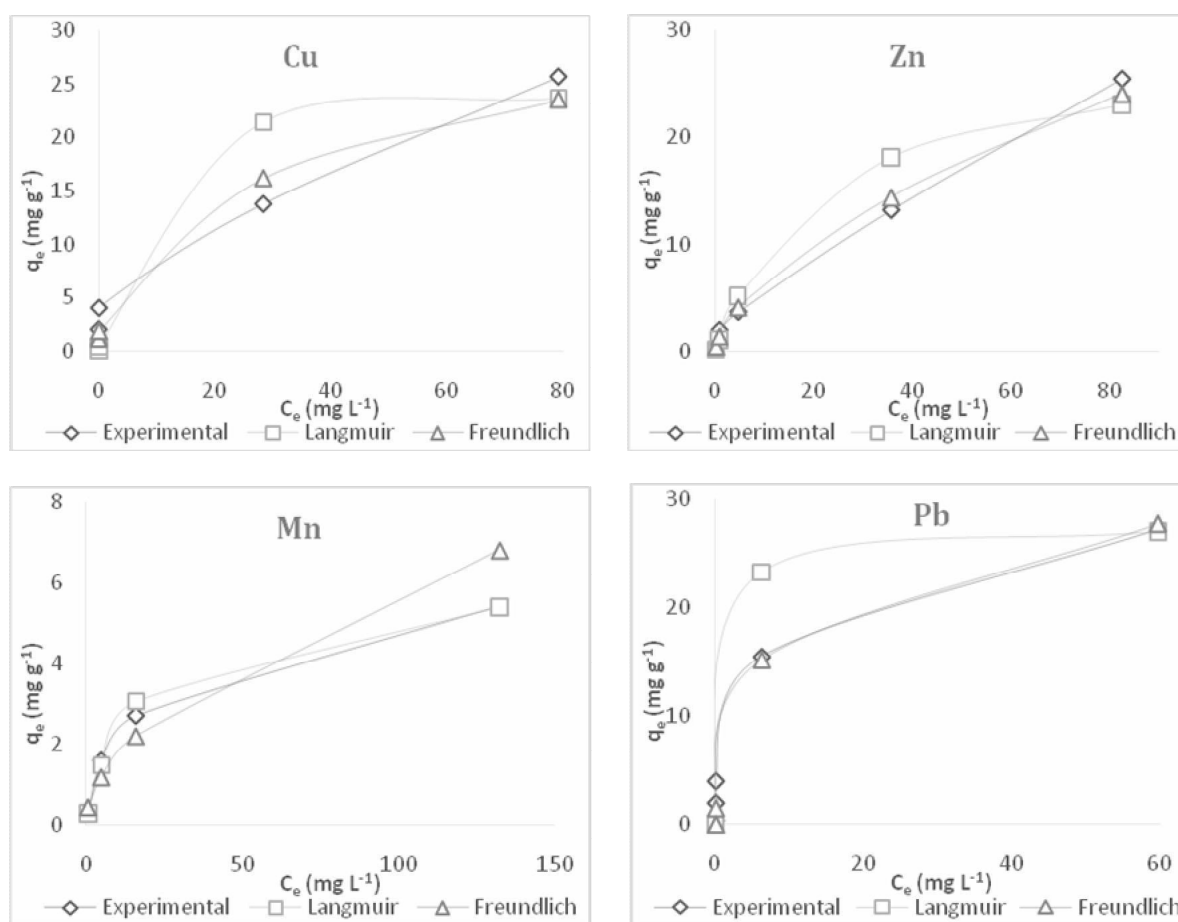 Cu
30
25
20
15
10
5
0
qₑ (mg g⁻¹)
0 20 40 60 80
Cₑ (mg L⁻¹)
Experimental Langmuir Freundlich
Zn
30
20
10
0
qₑ (mg g⁻¹)
0 20 40 60 80
Cₑ (mg L⁻¹)
Experimental Langmuir Freundlich
Mn
8
6
4
2
0
qₑ (mg g⁻¹)
0 50 100 150
Cₑ (mg L⁻¹)
Experimental Langmuir Freundlich
Pb
30
20
10
0
qₑ (mg g⁻¹)
0 20 40 60
Cₑ (mg L⁻¹)
Experimental Langmuir Freundlich